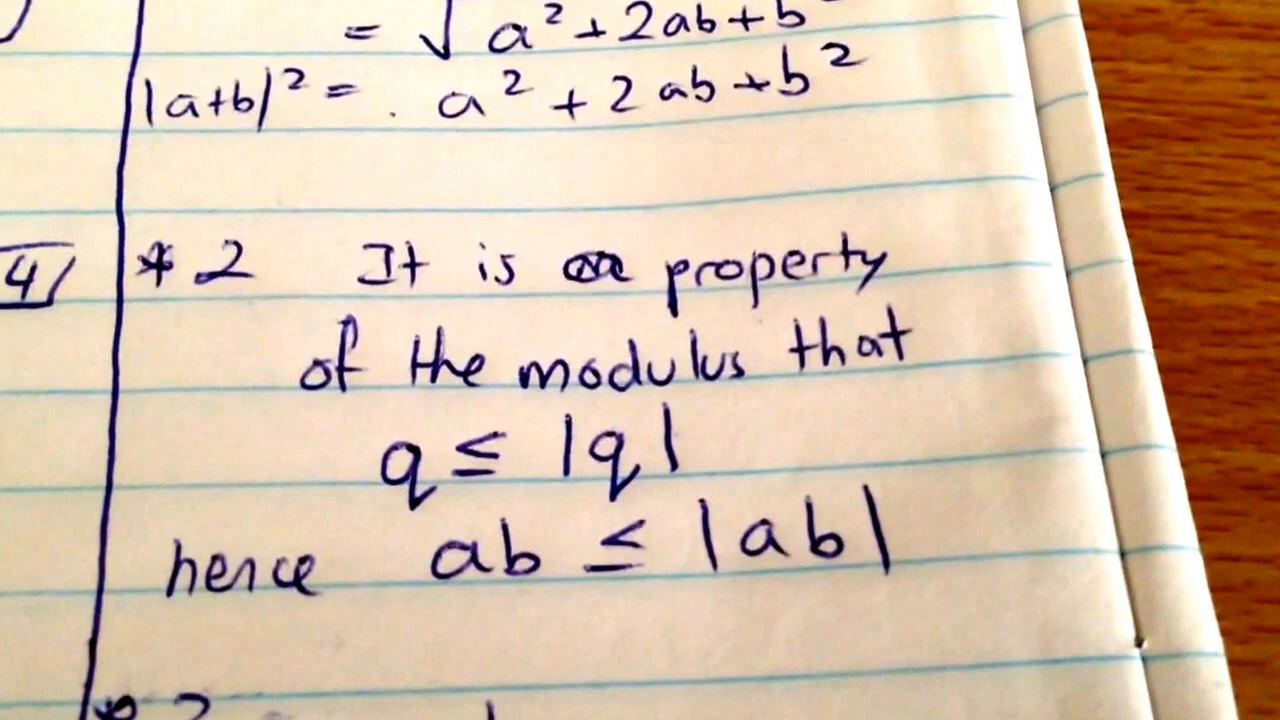 = √ a² + 2ab + b
|a+b|² = . a² + 2ab + b²
4 * 2 It is a property
of the modulus that
q ≤ |q|
hence ab ≤ |ab|